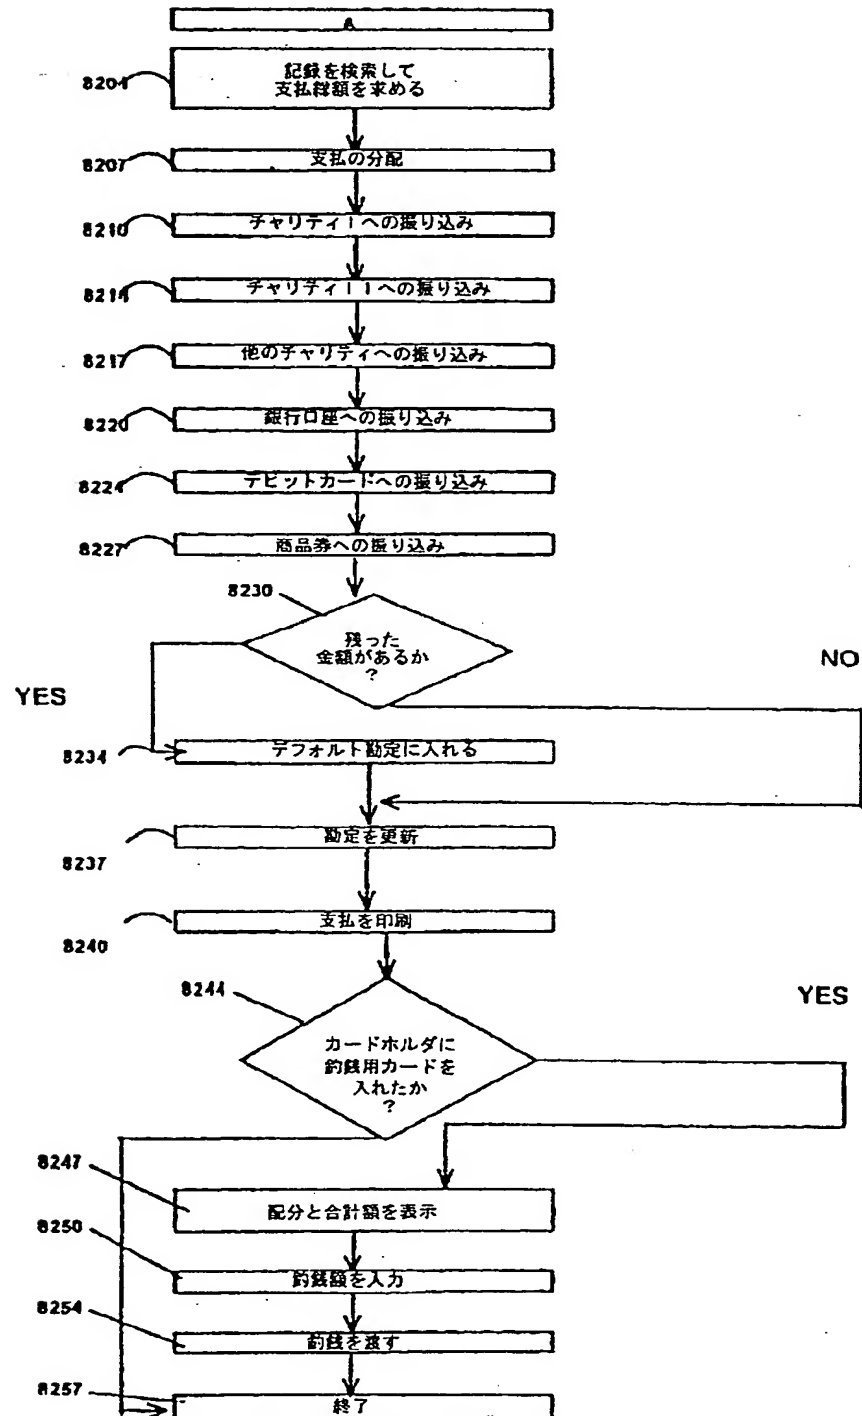 A
8204
記録を検索して
支払総額を求める
8207
支払の分配
8210
チャリティIへの振り込み
8214
チャリティIIへの振り込み
8217
他のチャリティへの振り込み
8220
銀行口座への振り込み
8224
デビットカードへの振り込み
8227
商品券への振り込み
8230
残った
金額があるか
?
NO
YES
8234
デフォルト勘定に入れる
8237
勘定を更新
8240
支払を印刷
8244
YES
カードホルダに
釣銭用カードを
入れたか
?
8247
配分と合計額を表示
8250
釣銭額を入力
8254
釣銭を渡す
8257
終了